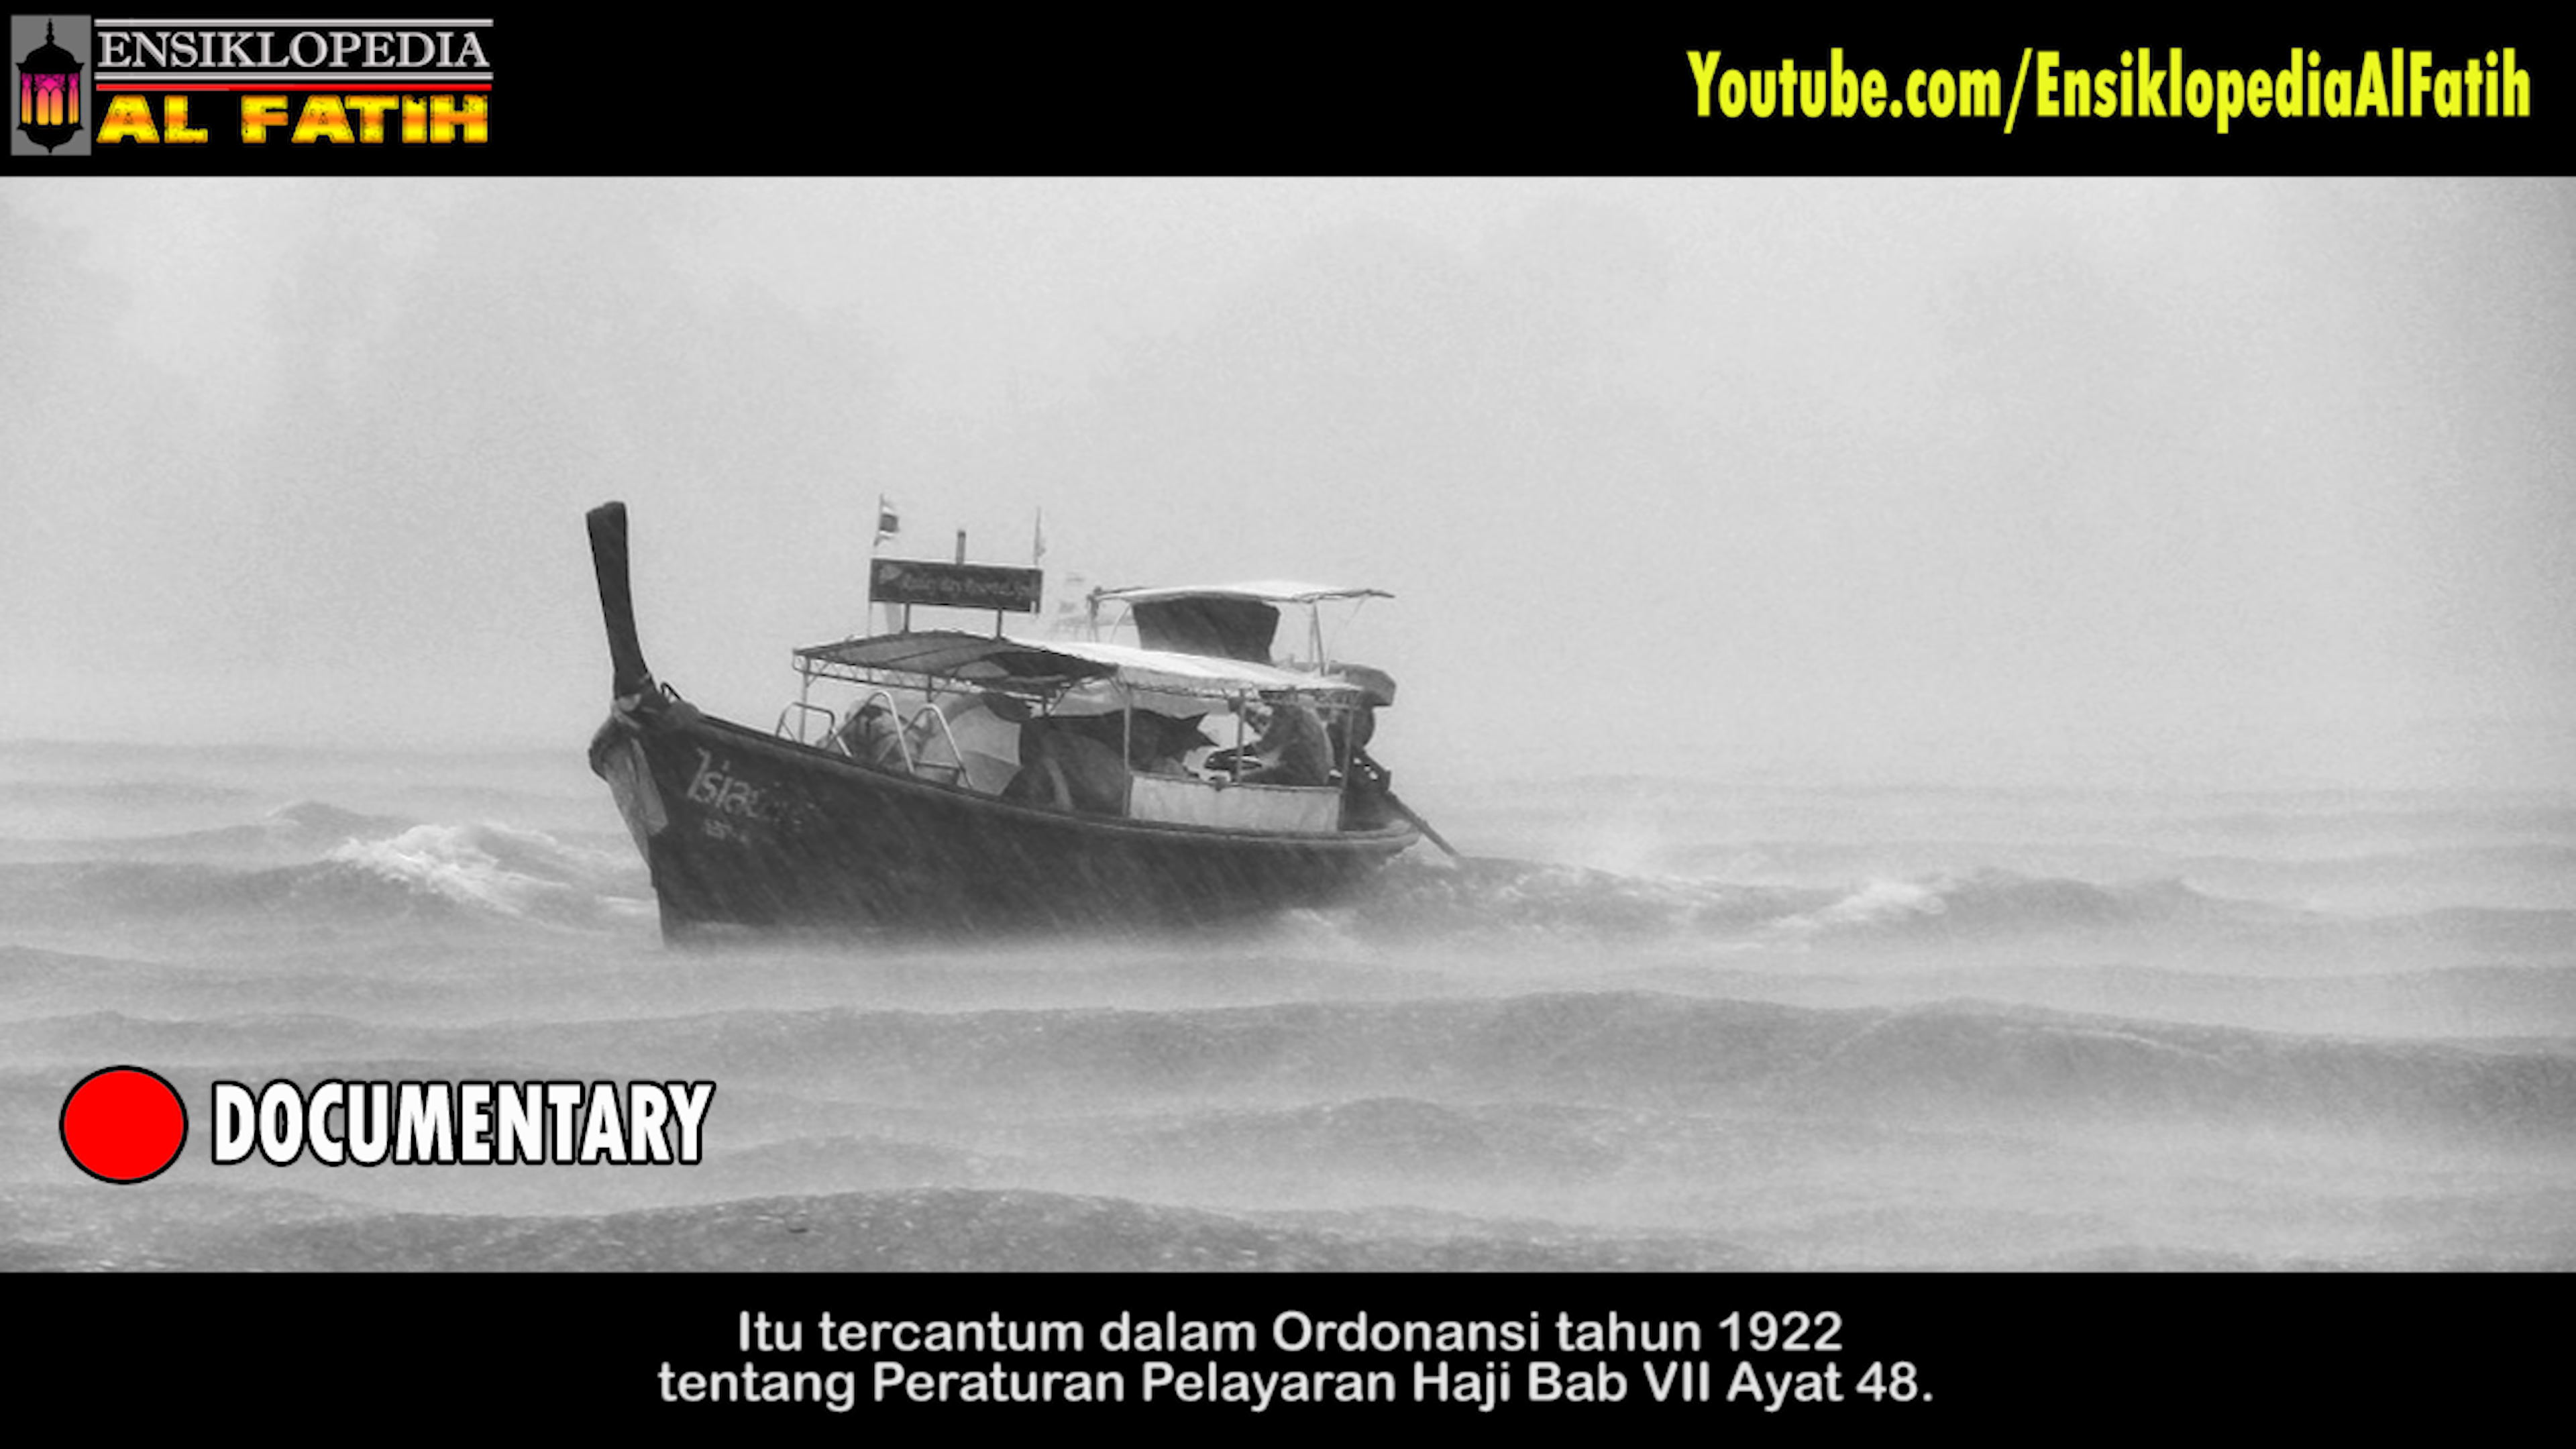 ENSIKLOPEDIA
AL FATIH
Youtube.com/EnsiklopediaAlFatih
DOCUMENTARY
Itu tercantum dalam Ordonansi tahun 1922
tentang Peraturan Pelayaran Haji Bab VII Ayat 48.